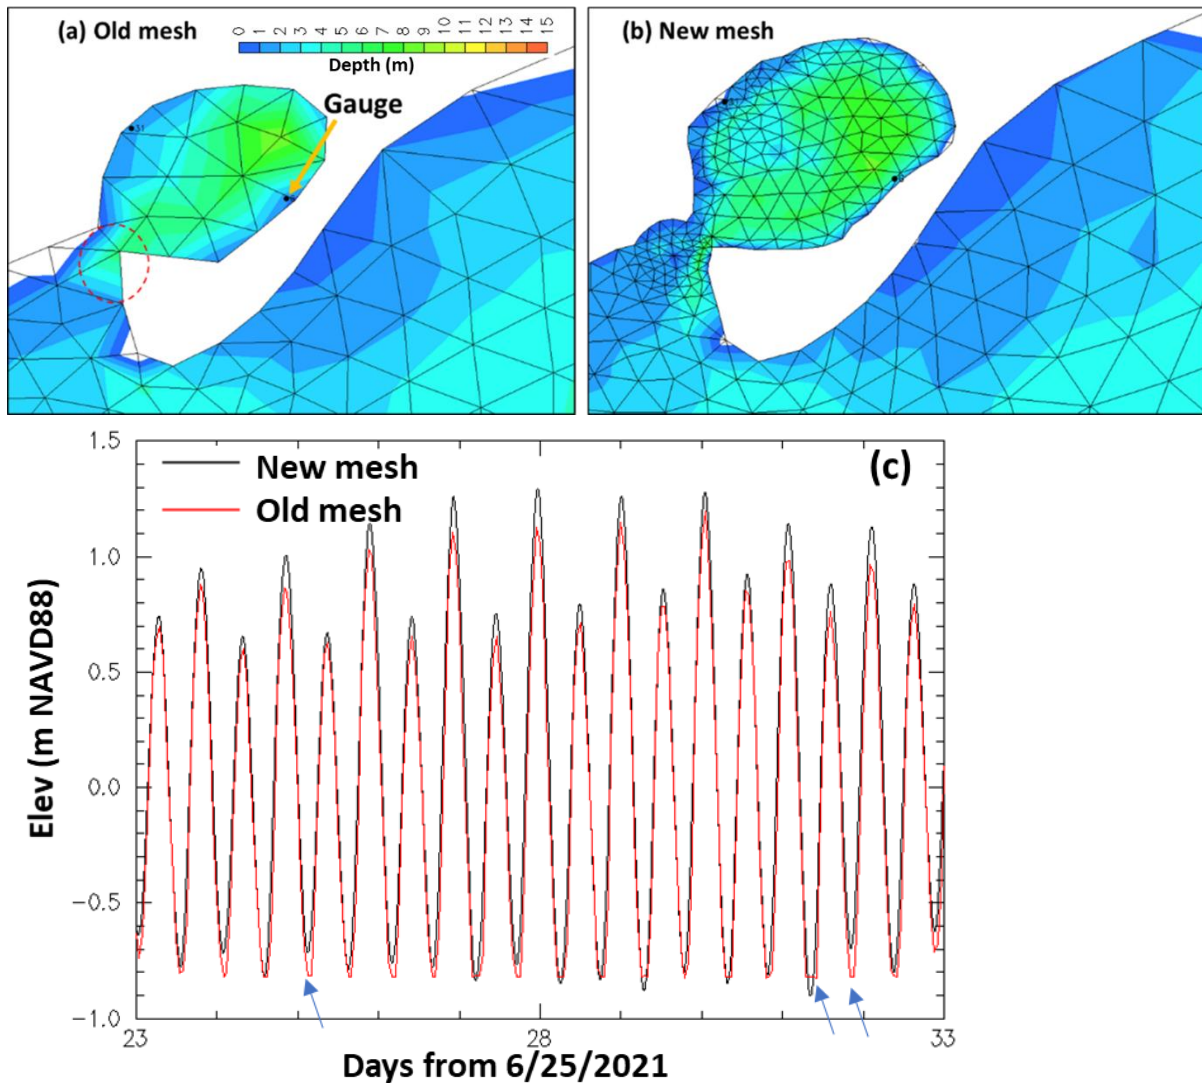 (a) Old mesh
0 1 2 3 4 5 6 7 8 9 10 11 12 13 14 15
Depth (m)
Gauge
31
(b) New mesh
(c)
New mesh
Old mesh
1.5
1.0
0.5
0.0
−0.5
−1.0
Elev (m NAVD88)
23 28 33
Days from 6/25/2021